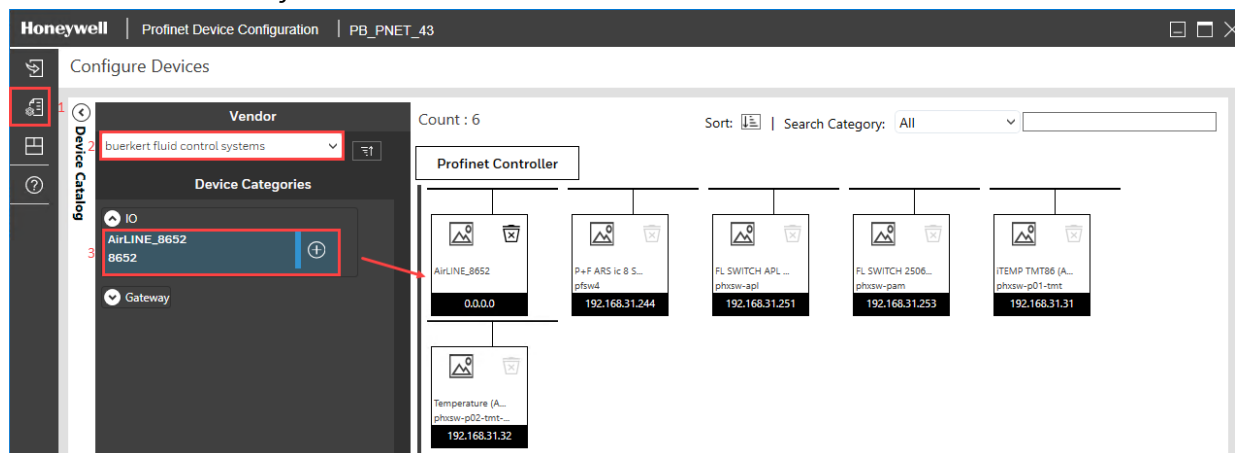 Honeywell | Profinet Device Configuration | PB_PNET_43
Configure Devices
1
Device Catalog
Vendor
2
buerkert fluid control systems
Device Categories
IO
3
AirLINE_8652
8652
Gateway
Count : 6
Sort: | Search Category: All
Profinet Controller
AirLINE_8652
0.0.0.0
P+F ARS ic 8 S...
pfsw4
192.168.31.244
FL SWITCH APL ...
phxsw-apl
192.168.31.251
FL SWITCH 2506...
phxsw-pam
192.168.31.253
iTEMP TMT86 (A...
phxsw-p01-tmt
192.168.31.31
Temperature (A...
phxsw-p02-tmt-...
192.168.31.32